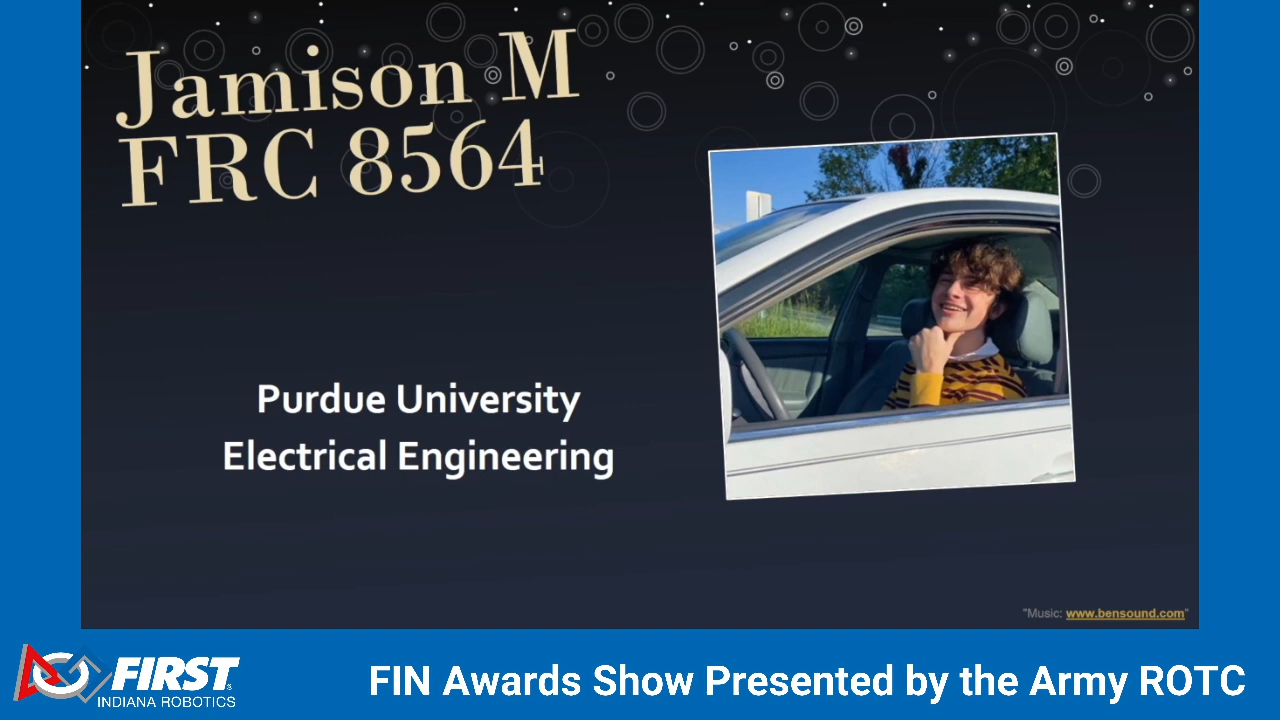 Jamison M
FRC 8564
Purdue University
Electrical Engineering
"Music: www.bensound.com"
FIRST
INDIANA ROBOTICS
FIN Awards Show Presented by the Army ROTC